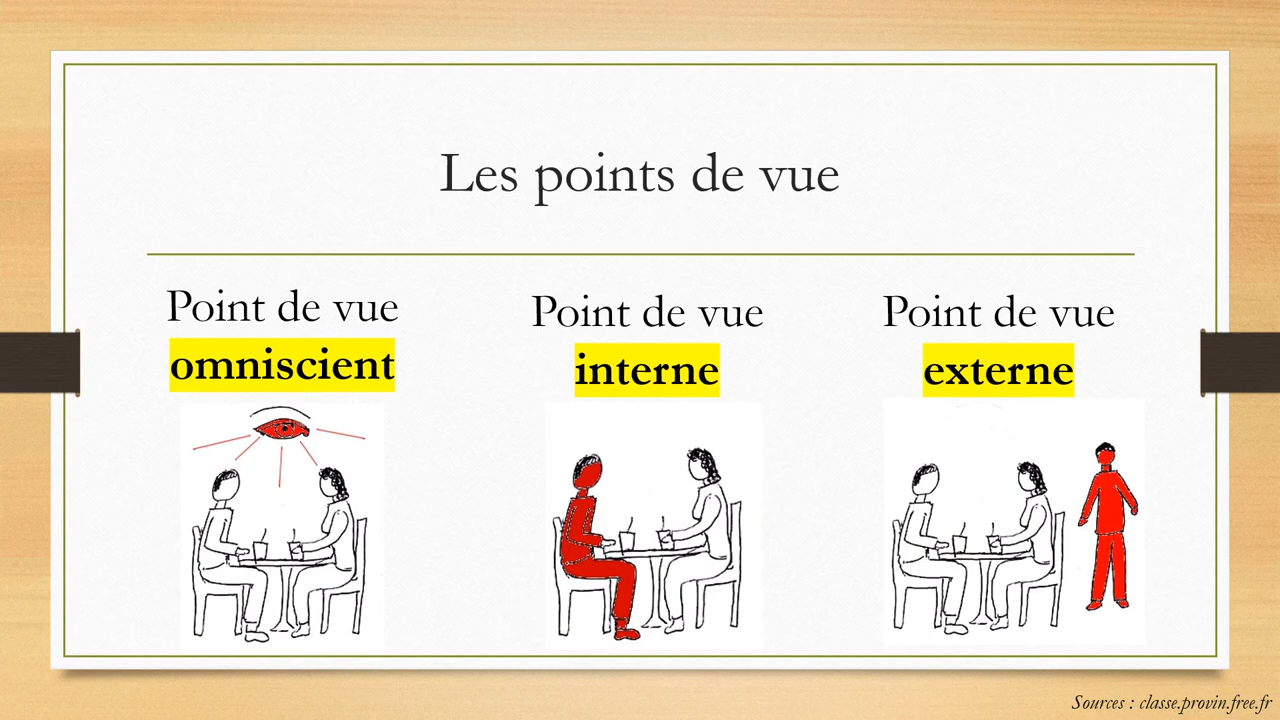 Les points de vue
Point de vue
omniscient
Point de vue
interne
Point de vue
externe
Sources : classe.provin.free.fr